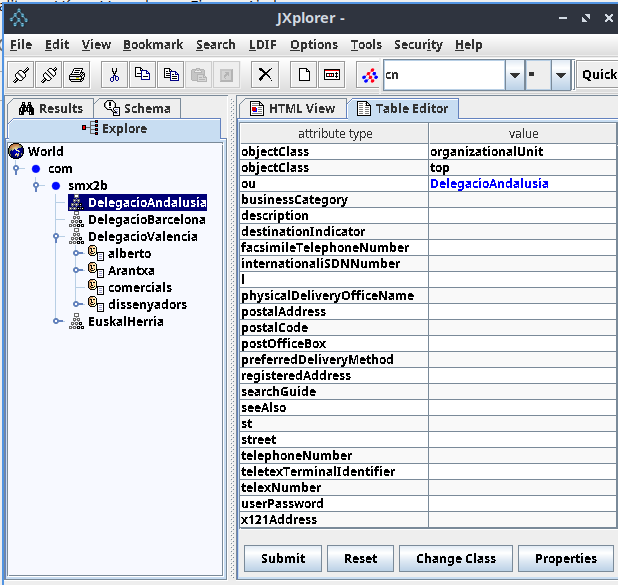 JXplorer -
File Edit View Bookmark Search LDIF Options Tools Security Help
cn = Quick
Results Schema
Explore
HTML View Table Editor
World
com
smx2b
DelegacioAndalusia
DelegacioBarcelona
DelegacioValencia
alberto
Arantxa
comercials
dissenyadors
EuskalHerria
attribute type value
objectClass organizationalUnit
objectClass top
ou DelegacioAndalusia
businessCategory
description
destinationIndicator
facsimileTelephoneNumber
internationaliSDNNumber
l
physicalDeliveryOfficeName
postalAddress
postalCode
postOfficeBox
preferredDeliveryMethod
registeredAddress
searchGuide
seeAlso
st
street
telephoneNumber
teletexTerminalIdentifier
telexNumber
userPassword
x121Address
Submit Reset Change Class Properties